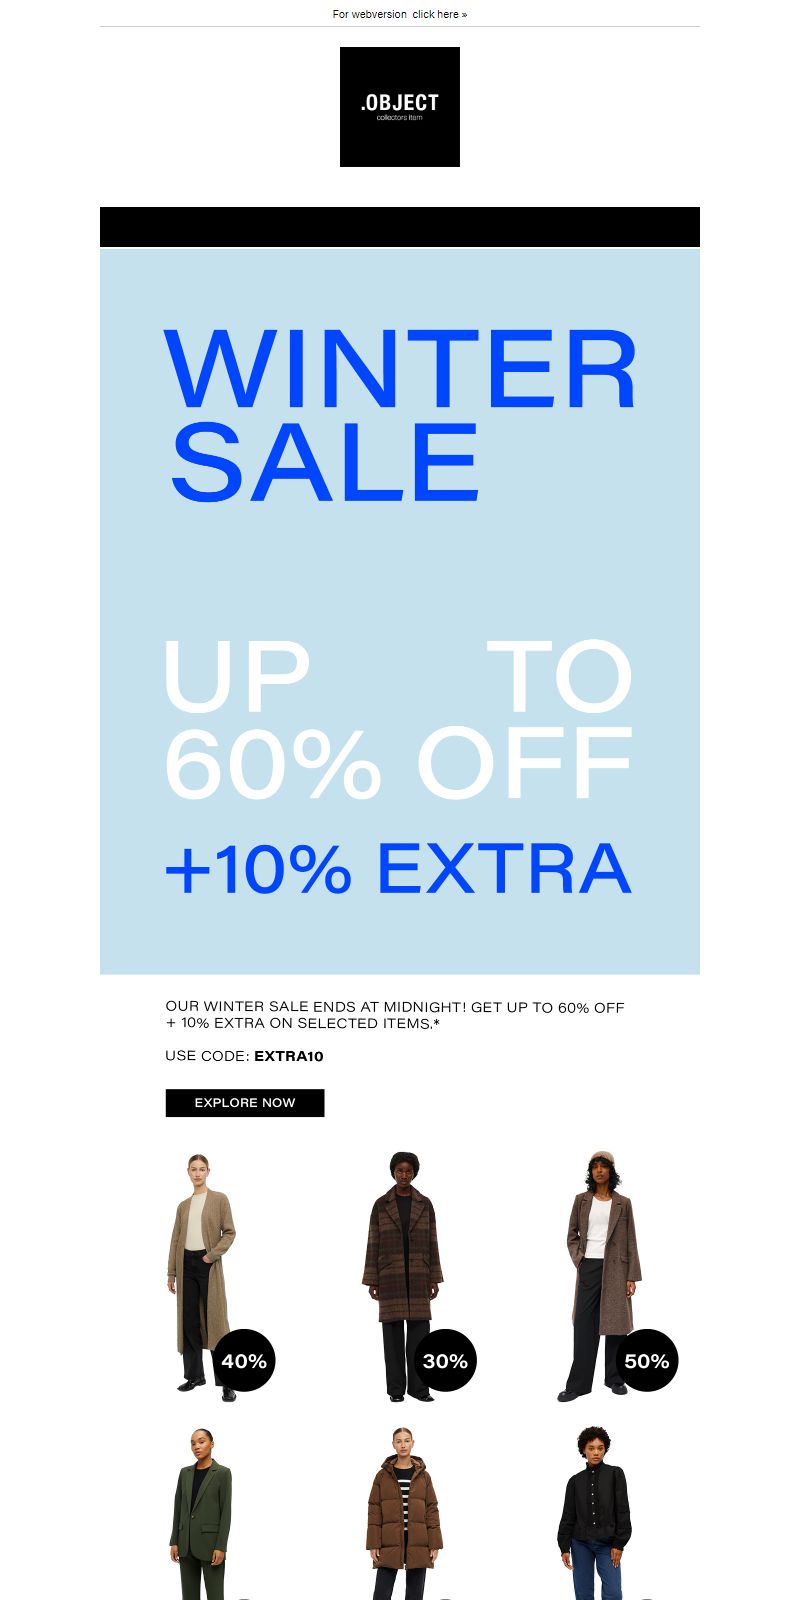 For webversion click here »
.OBJECT
collectors item
WINTER
SALE
UP TO
60% OFF
+10% EXTRA
OUR WINTER SALE ENDS AT MIDNIGHT! GET UP TO 60% OFF
+ 10% EXTRA ON SELECTED ITEMS.*
USE CODE: EXTRA10
EXPLORE NOW
40% 30% 50%